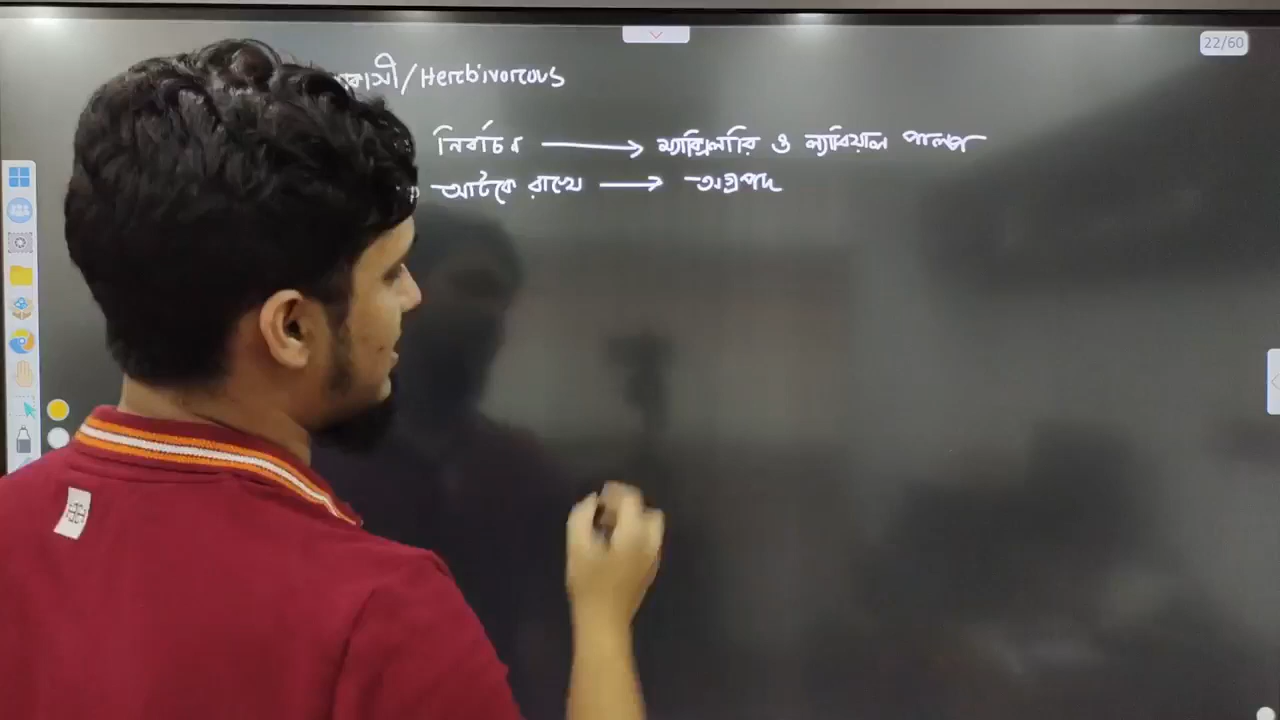 22/60
/Herbivorous
নির্বাচন → ম্যাক্সিলারি ও ল্যাবিয়াল পালপ
আটকে রাখে → অগ্রপদ